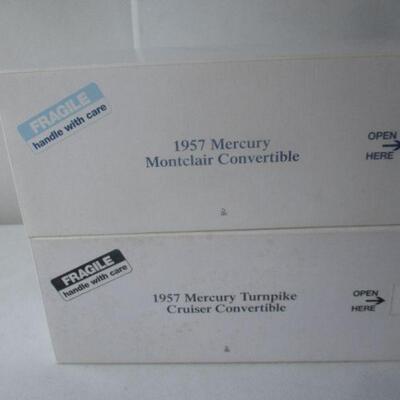 FRAGILE
handle with care
1957 Mercury
Montclair Convertible
OPEN
HERE
FRAGILE
handle with care
1957 Mercury Turnpike
Cruiser Convertible
OPEN
HERE